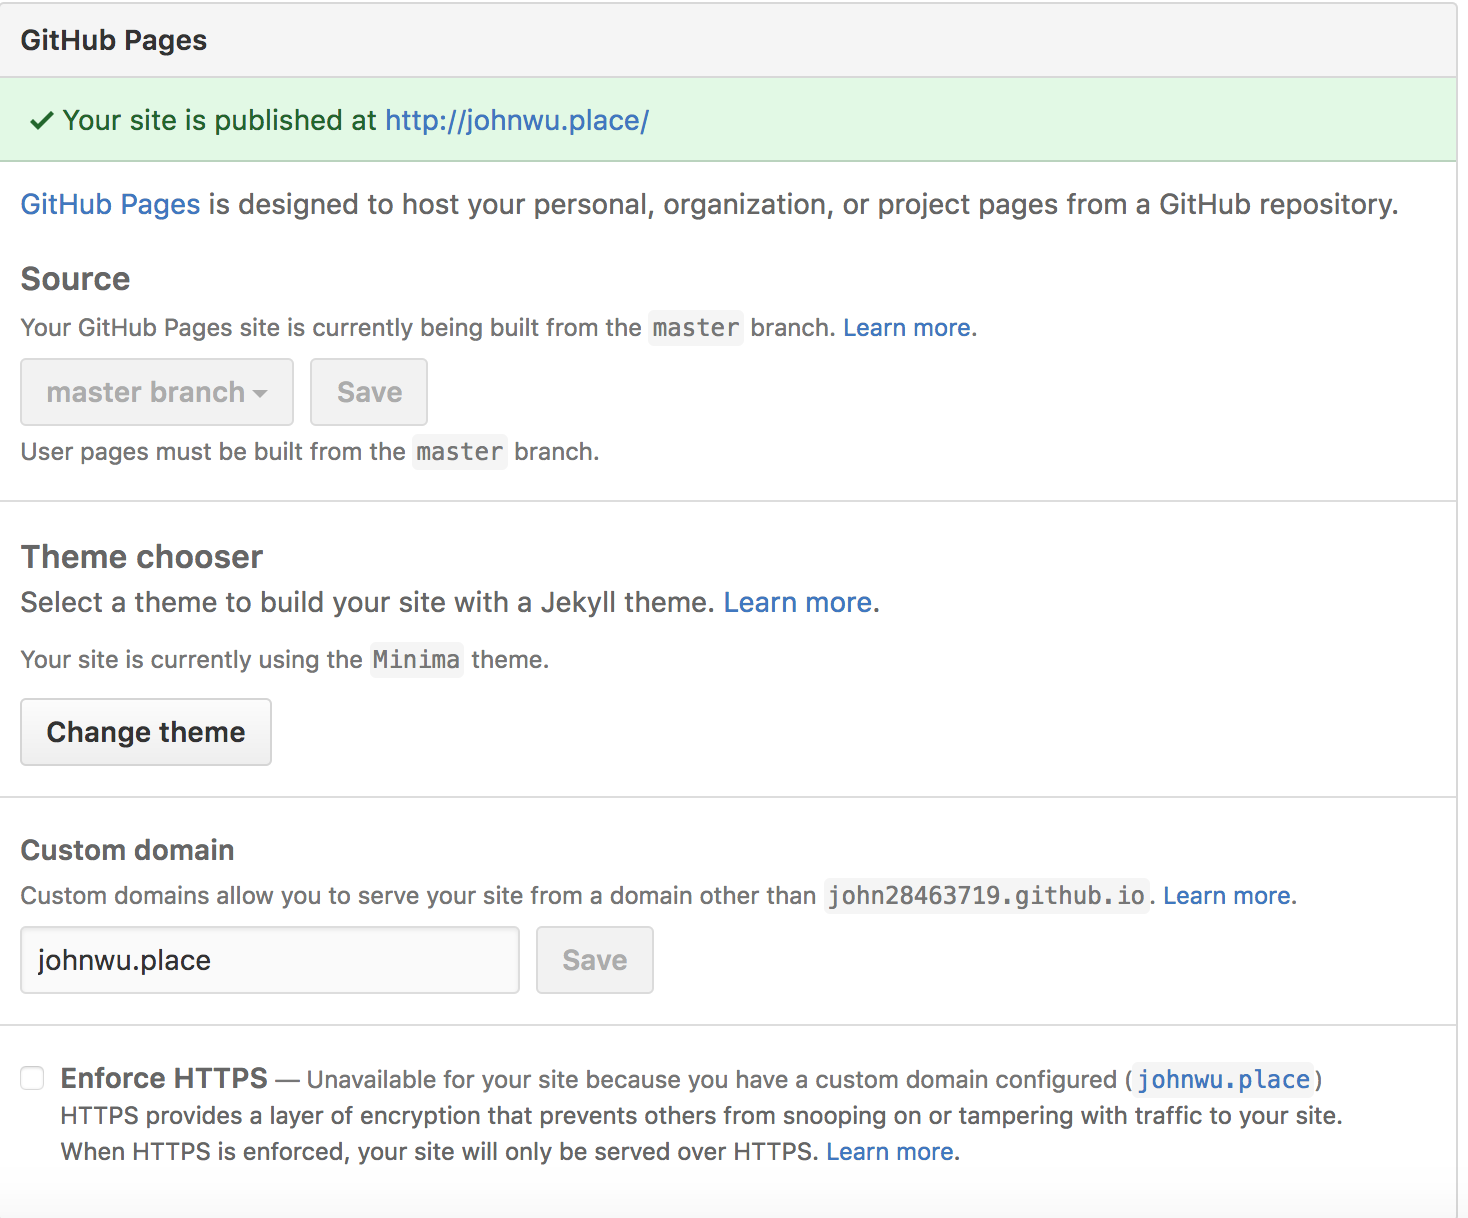 GitHub Pages
Your site is published at http://johnwu.place/
GitHub Pages is designed to host your personal, organization, or project pages from a GitHub repository.
Source
Your GitHub Pages site is currently being built from the master branch. Learn more.
master branch Save
User pages must be built from the master branch.
Theme chooser
Select a theme to build your site with a Jekyll theme. Learn more.
Your site is currently using the Minima theme.
Change theme
Custom domain
Custom domains allow you to serve your site from a domain other than john28463719.github.io. Learn more.
johnwu.place Save
Enforce HTTPS — Unavailable for your site because you have a custom domain configured (johnwu.place)
HTTPS provides a layer of encryption that prevents others from snooping on or tampering with traffic to your site.
When HTTPS is enforced, your site will only be served over HTTPS. Learn more.